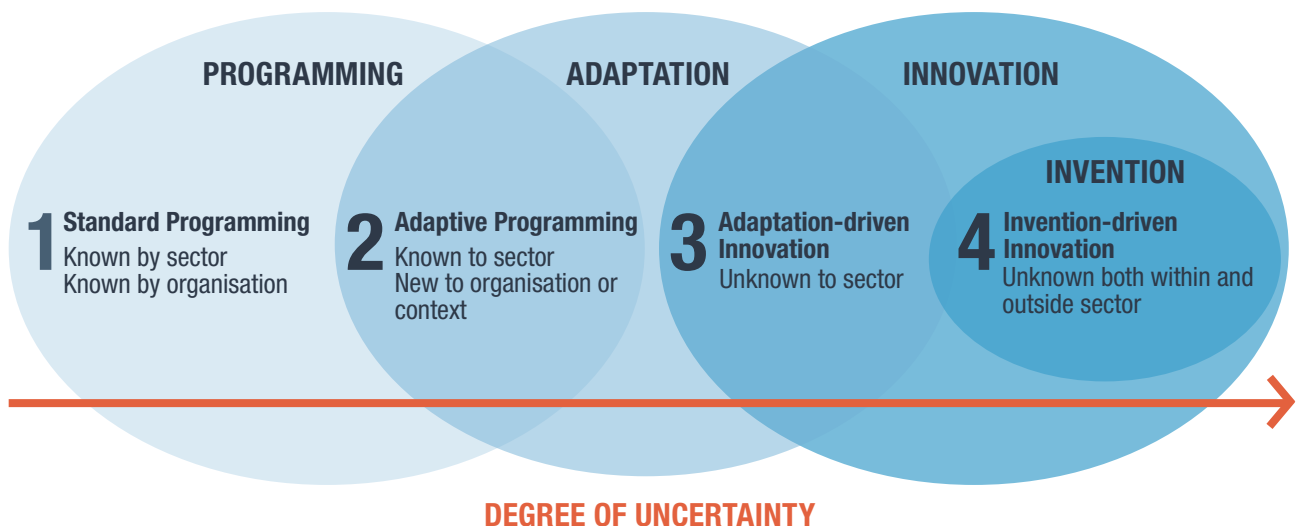 PROGRAMMING
ADAPTATION
INNOVATION
INVENTION
1
Standard Programming
Known by sector
Known by organisation
2
Adaptive Programming
Known to sector
New to organisation or
context
3
Adaptation-driven
Innovation
Unknown to sector
4
Invention-driven
Innovation
Unknown both within and
outside sector
DEGREE OF UNCERTAINTY